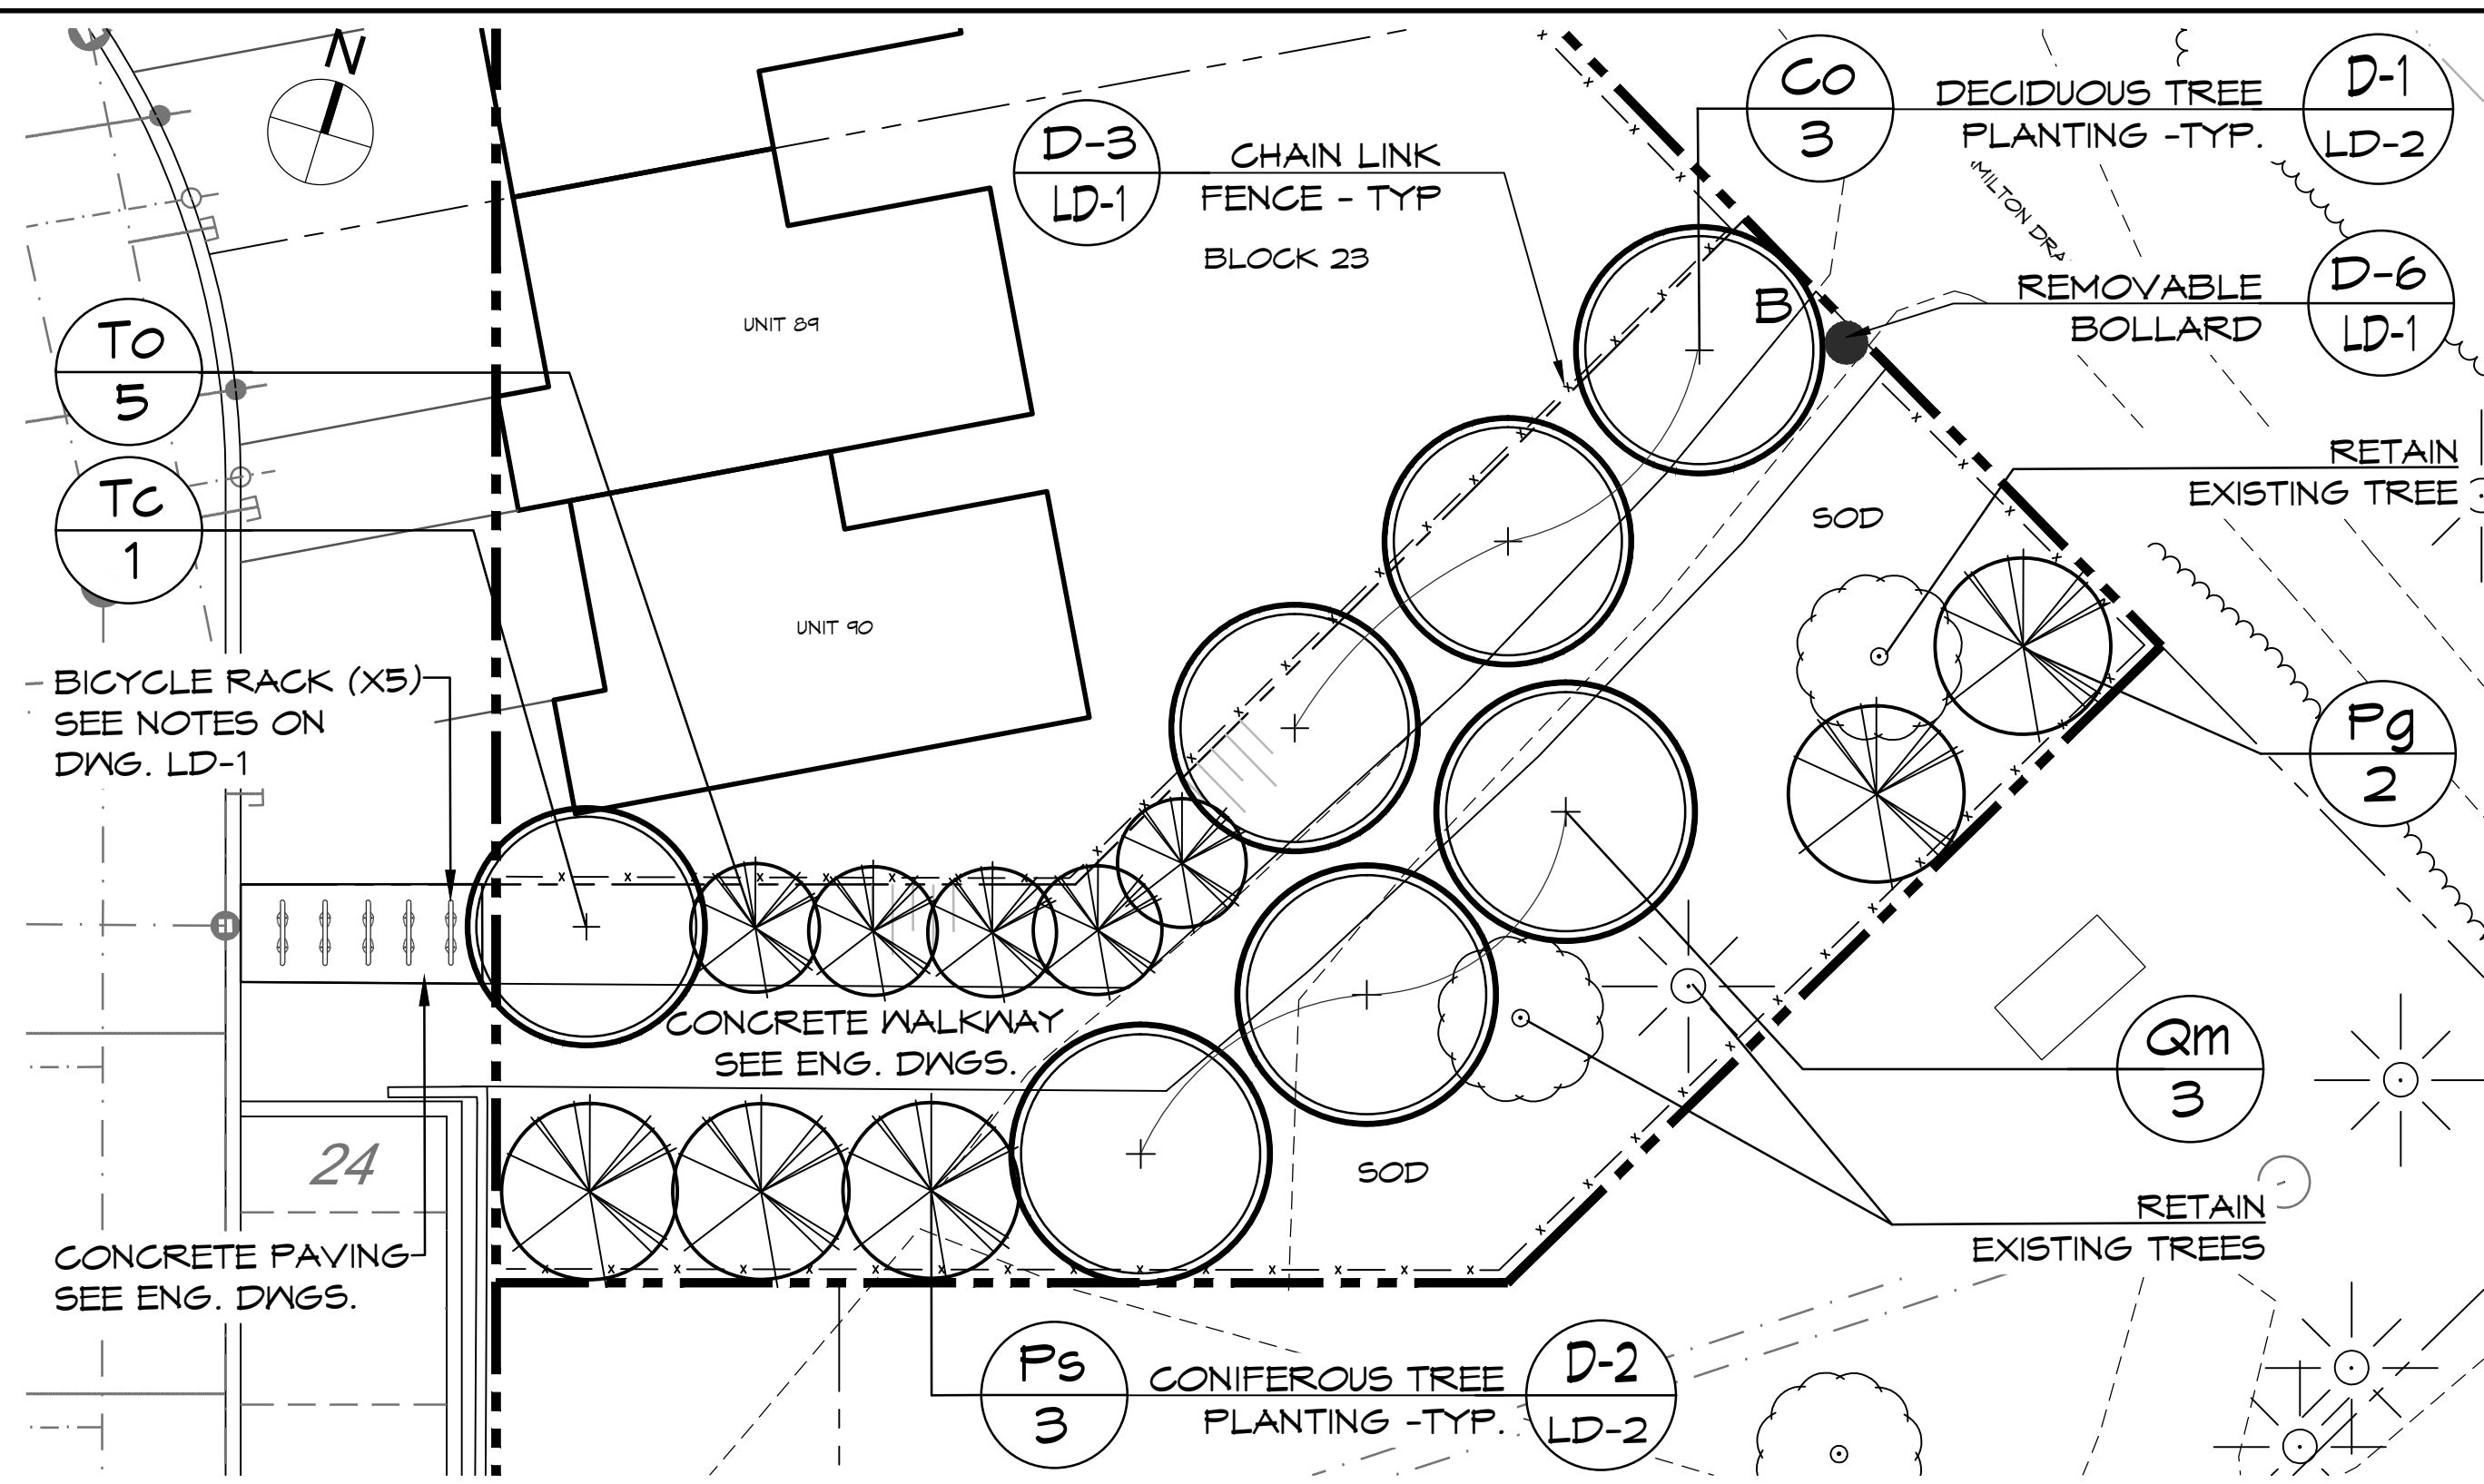 N
Co
3
DECIDUOUS TREE
PLANTING -TYP.
D-1
LD-2
D-3
LD-1
CHAIN LINK
FENCE - TYP
BLOCK 23
MILTON DRA
REMOVABLE
BOLLARD
D-6
LD-1
B
UNIT 89
To
5
Tc
1
RETAIN
EXISTING TREE
SOD
UNIT 90
BICYCLE RACK (X5)
SEE NOTES ON
DWG. LD-1
Pg
2
CONCRETE WALKWAY
SEE ENG. DWGS.
Qm
3
24
SOD
RETAIN
EXISTING TREES
CONCRETE PAVING
SEE ENG. DWGS.
Ps
3
CONIFEROUS TREE
PLANTING -TYP.
D-2
LD-2